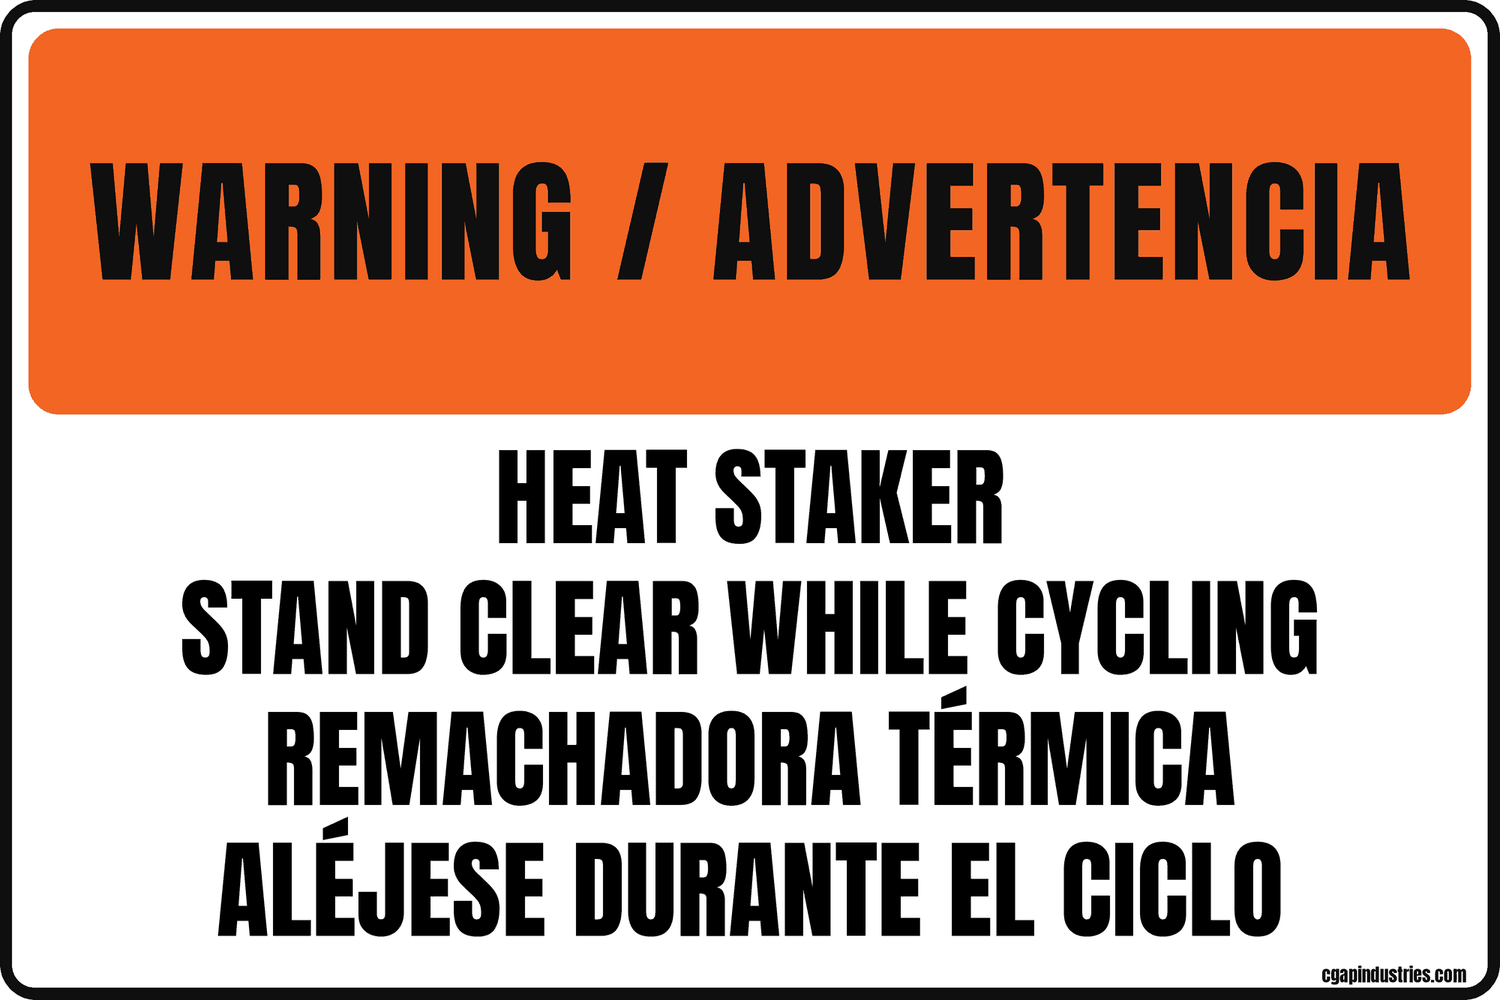 WARNING / ADVERTENCIA
HEAT STAKER
STAND CLEAR WHILE CYCLING
REMACHADORA TÉRMICA
ALÉJESE DURANTE EL CICLO
cgapindustries.com